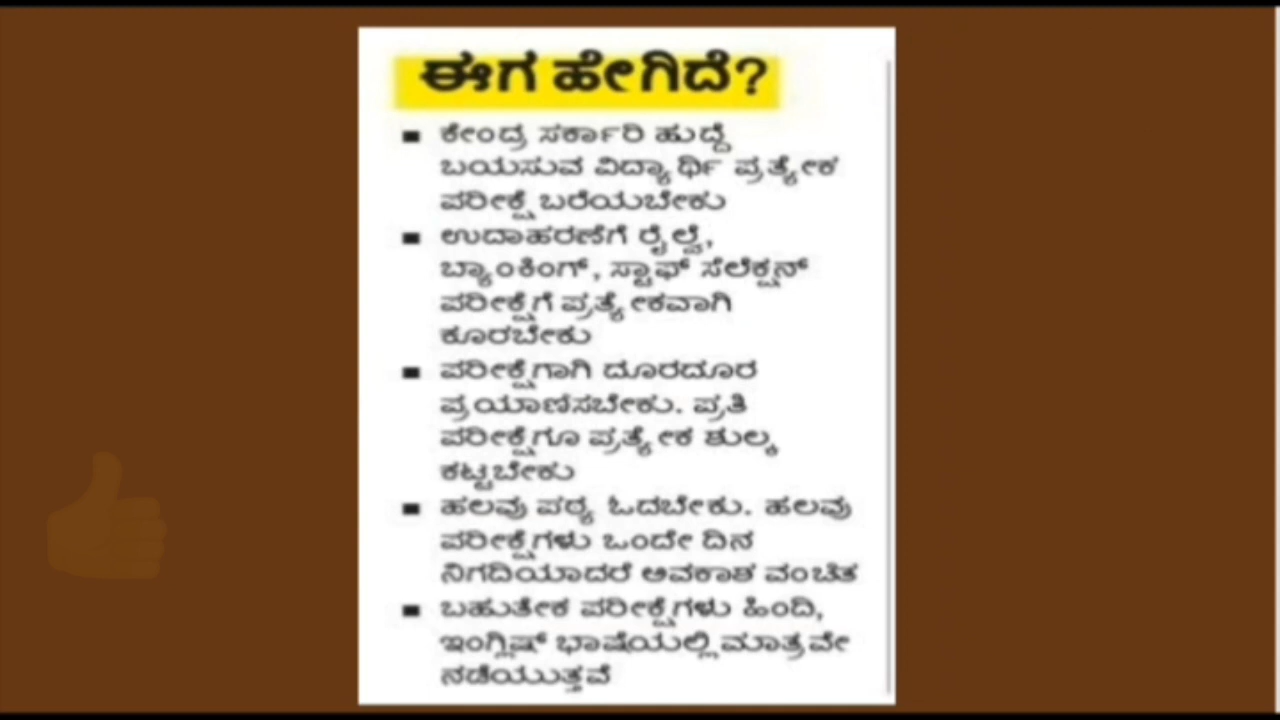 ಈಗ ಹೇಗಿದೆ?
■ ಕೇಂದ್ರ ಸರ್ಕಾರಿ ಹುದ್ದೆ
ಬಯಸುವ ವಿದ್ಯಾರ್ಥಿ ಪ್ರತ್ಯೇಕ
ಪರೀಕ್ಷೆ ಬರೆಯಬೇಕು
■ ಉದಾಹರಣೆಗೆ ರೈಲ್ವೆ,
ಬ್ಯಾಂಕಿಂಗ್, ಸ್ಟಾಫ್ ಸೆಲೆಕ್ಷನ್
ಪರೀಕ್ಷೆಗೆ ಪ್ರತ್ಯೇಕವಾಗಿ
ಕೂರಬೇಕು
■ ಪರೀಕ್ಷೆಗಾಗಿ ದೂರದೂರ
ಪ್ರಯಾಣಿಸಬೇಕು. ಪ್ರತಿ
ಪರೀಕ್ಷೆಗೂ ಪ್ರತ್ಯೇಕ ಶುಲ್ಕ
ಕಟ್ಟಬೇಕು
■ ಹಲವು ಪಠ್ಯ ಓದಬೇಕು. ಹಲವು
ಪರೀಕ್ಷೆಗಳು ಒಂದೇ ದಿನ
ನಿಗದಿಯಾದರೆ ಅವಕಾಶ ವಂಚಿತ
■ ಬಹುತೇಕ ಪರೀಕ್ಷೆಗಳು ಹಿಂದಿ,
ಇಂಗ್ಲಿಷ್ ಭಾಷೆಯಲ್ಲಿ ಮಾತ್ರವೇ
ನಡೆಯುತ್ತವೆ